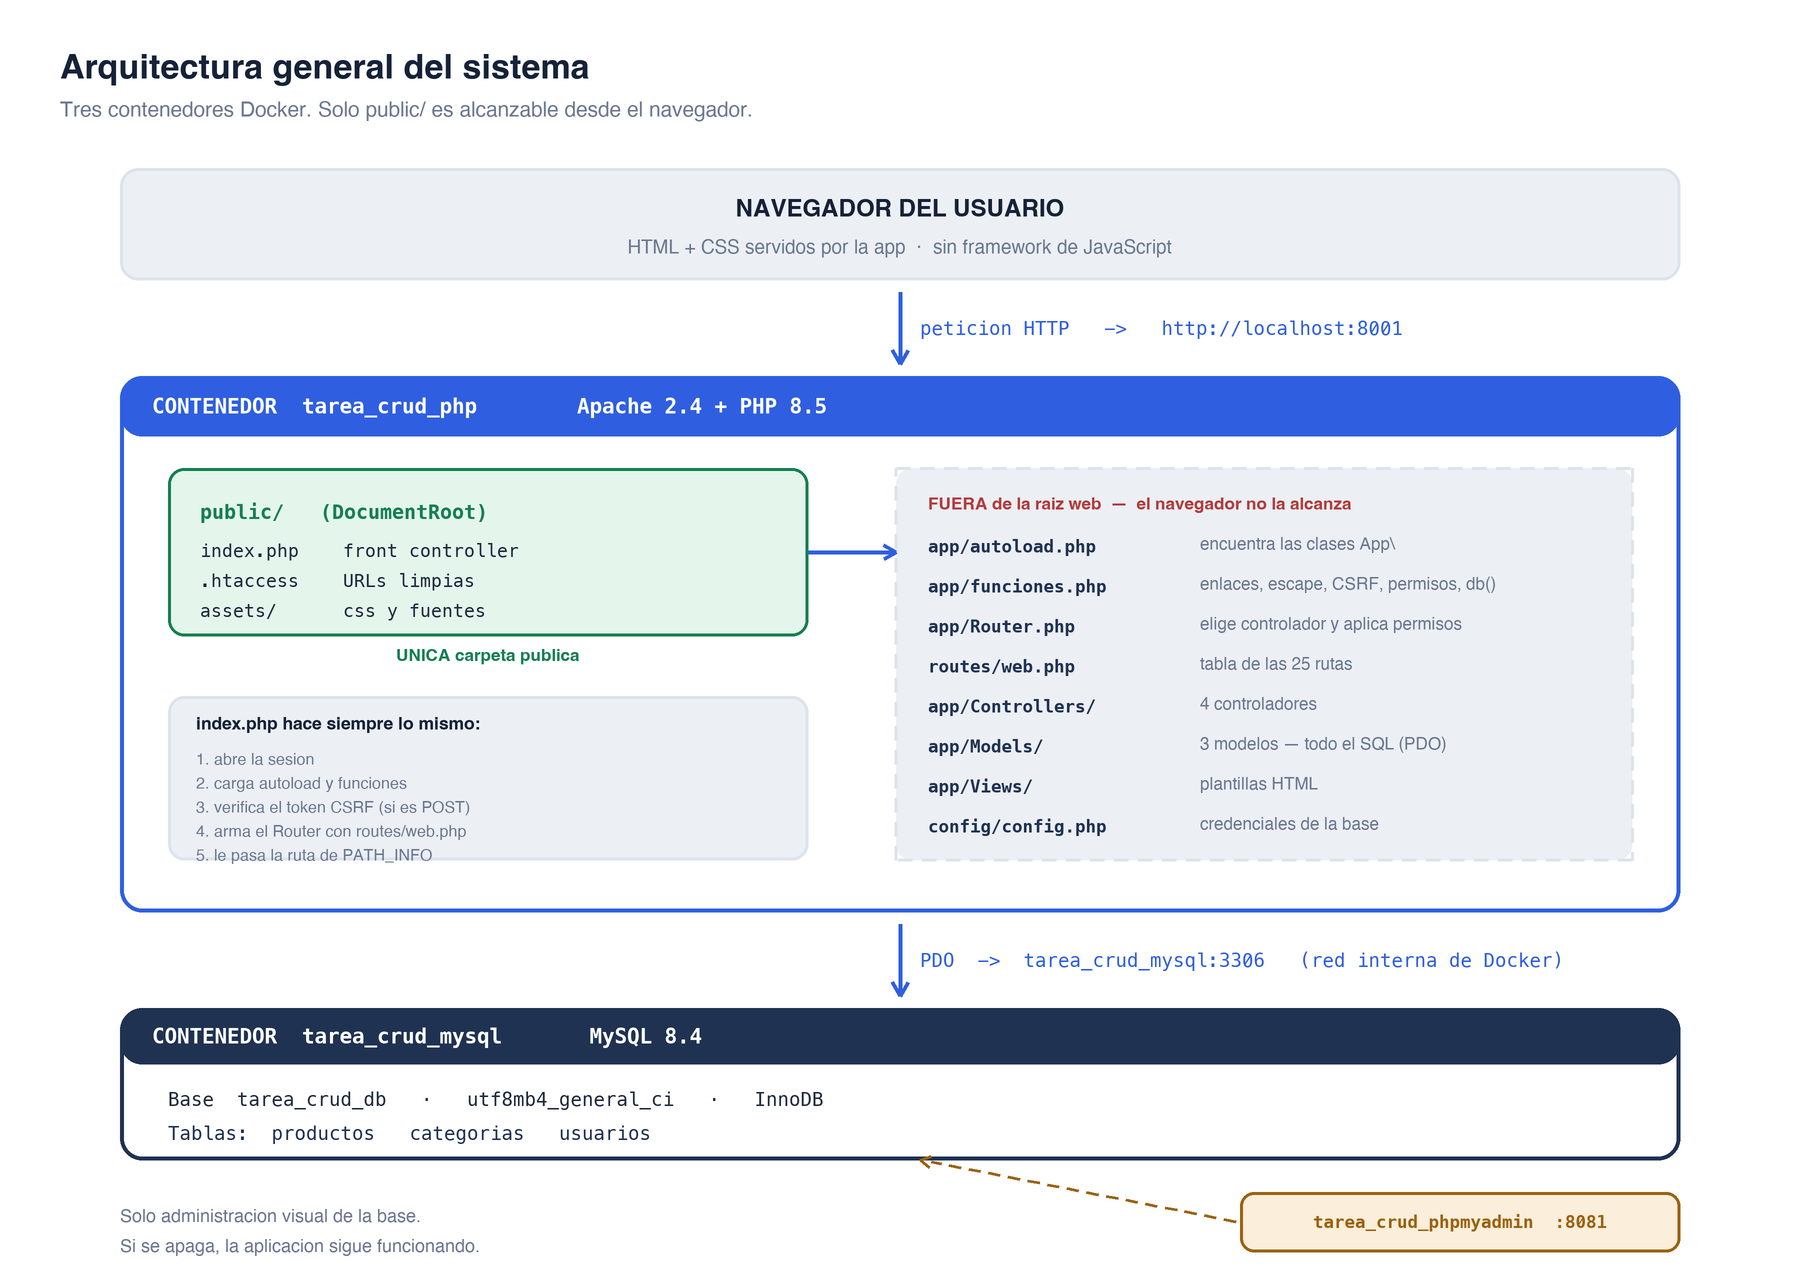 Arquitectura general del sistema
Tres contenedores Docker. Solo public/ es alcanzable desde el navegador.
NAVEGADOR DEL USUARIO
HTML + CSS servidos por la app · sin framework de JavaScript
peticion HTTP —> http://localhost:8001
CONTENEDOR tarea_crud_php Apache 2.4 + PHP 8.5
public/ (DocumentRoot)
index.php front controller
.htaccess URLs limpias
assets/ css y fuentes
UNICA carpeta publica
index.php hace siempre lo mismo:
1. abre la sesion
2. carga autoload y funciones
3. verifica el token CSRF (si es POST)
4. arma el Router con routes/web.php
5. le pasa la ruta de PATH_INFO
FUERA de la raiz web — el navegador no la alcanza
app/autoload.php encuentra las clases App\
app/funciones.php enlaces, escape, CSRF, permisos, db()
app/Router.php elige controlador y aplica permisos
routes/web.php tabla de las 25 rutas
app/Controllers/ 4 controladores
app/Models/ 3 modelos — todo el SQL (PDO)
app/Views/ plantillas HTML
config/config.php credenciales de la base
PDO —> tarea_crud_mysql:3306 (red interna de Docker)
CONTENEDOR tarea_crud_mysql MySQL 8.4
Base tarea_crud_db · utf8mb4_general_ci · InnoDB
Tablas: productos categorias usuarios
Solo administracion visual de la base.
Si se apaga, la aplicacion sigue funcionando.
tarea_crud_phpmyadmin :8081